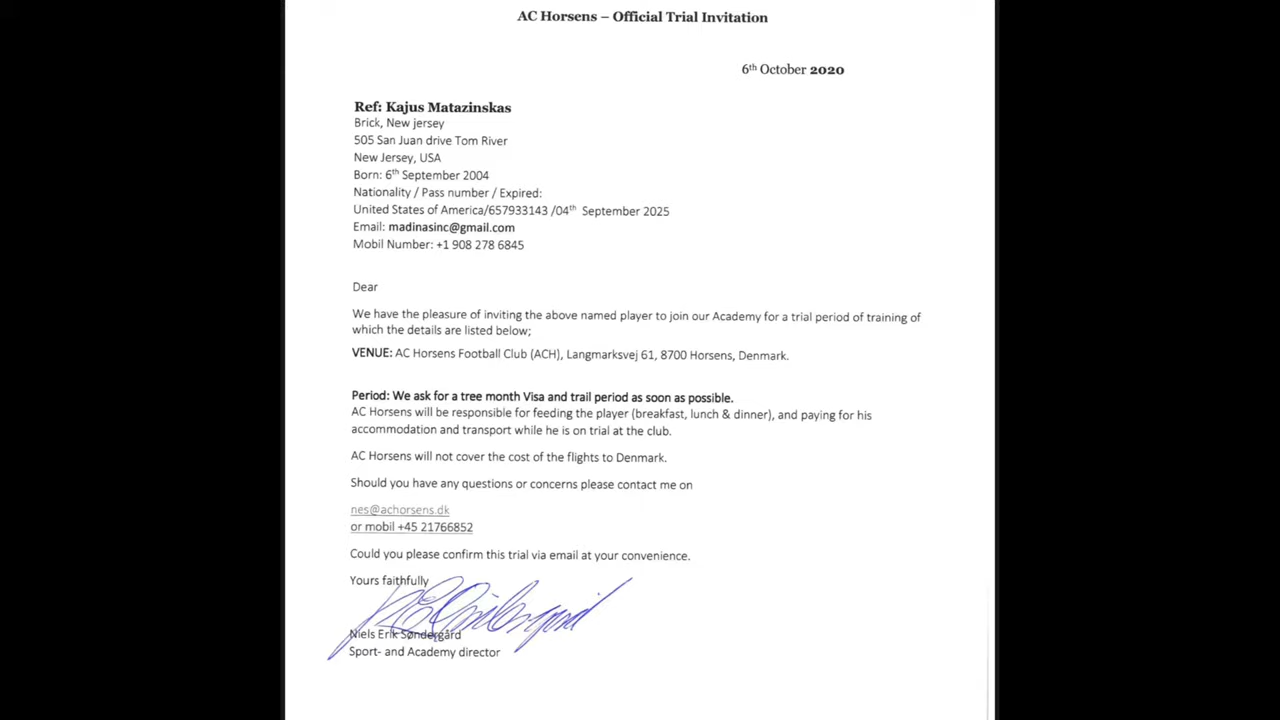 AC Horsens – Official Trial Invitation
6th October 2020
Ref: Kajus Matazinskas
Brick, New jersey
505 San Juan drive Tom River
New Jersey, USA
Born: 6th September 2004
Nationality / Pass number / Expired:
United States of America/657933143 /04th September 2025
Email: madinasinc@gmail.com
Mobil Number: +1 908 278 6845
Dear
We have the pleasure of inviting the above named player to join our Academy for a trial period of training of
which the details are listed below;
VENUE: AC Horsens Football Club (ACH), Langmarksvej 61, 8700 Horsens, Denmark.
Period: We ask for a tree month Visa and trail period as soon as possible.
AC Horsens will be responsible for feeding the player (breakfast, lunch & dinner), and paying for his
accommodation and transport while he is on trial at the club.
AC Horsens will not cover the cost of the flights to Denmark.
Should you have any questions or concerns please contact me on
nes@achorsens.dk
or mobil +45 21766852
Could you please confirm this trial via email at your convenience.
Yours faithfully
Niels Erik Søndergård
Sport- and Academy director